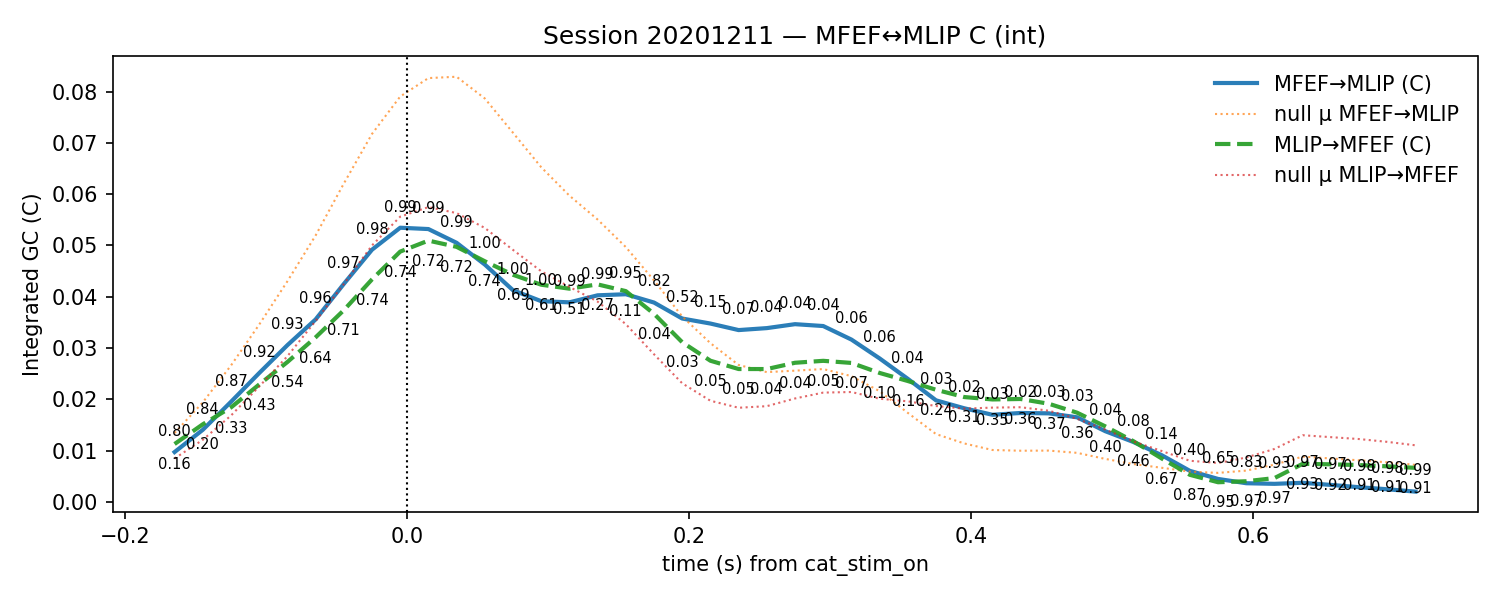 Session 20201211 — MFEF↔MLIP C (int)
Integrated GC (C)
0.08
0.07
0.06
0.05
0.04
0.03
0.02
0.01
0.00
MFEF→MLIP (C)
null μ MFEF→MLIP
MLIP→MFEF (C)
null μ MLIP→MFEF
0.80 0.84 0.87 0.92 0.93 0.96 0.97 0.98 0.99 0.99 0.99 1.00 1.00 1.00 0.99 0.99 0.95 0.82 0.52 0.15 0.07 0.04 0.04 0.04 0.06 0.06 0.04 0.03 0.02 0.03 0.02 0.03 0.03 0.04 0.08 0.14 0.40 0.65 0.83 0.93 0.97 0.97 0.98 0.98 0.99
0.16 0.20 0.33 0.43 0.54 0.64 0.71 0.74 0.74 0.72 0.72 0.74 0.69 0.61 0.51 0.27 0.11 0.04 0.03 0.05 0.05 0.04 0.04 0.05 0.07 0.10 0.16 0.24 0.31 0.35 0.36 0.37 0.36 0.40 0.46 0.67 0.87 0.95 0.97 0.97 0.93 0.92 0.91 0.91 0.91
−0.2 0.0 0.2 0.4 0.6
time (s) from cat_stim_on